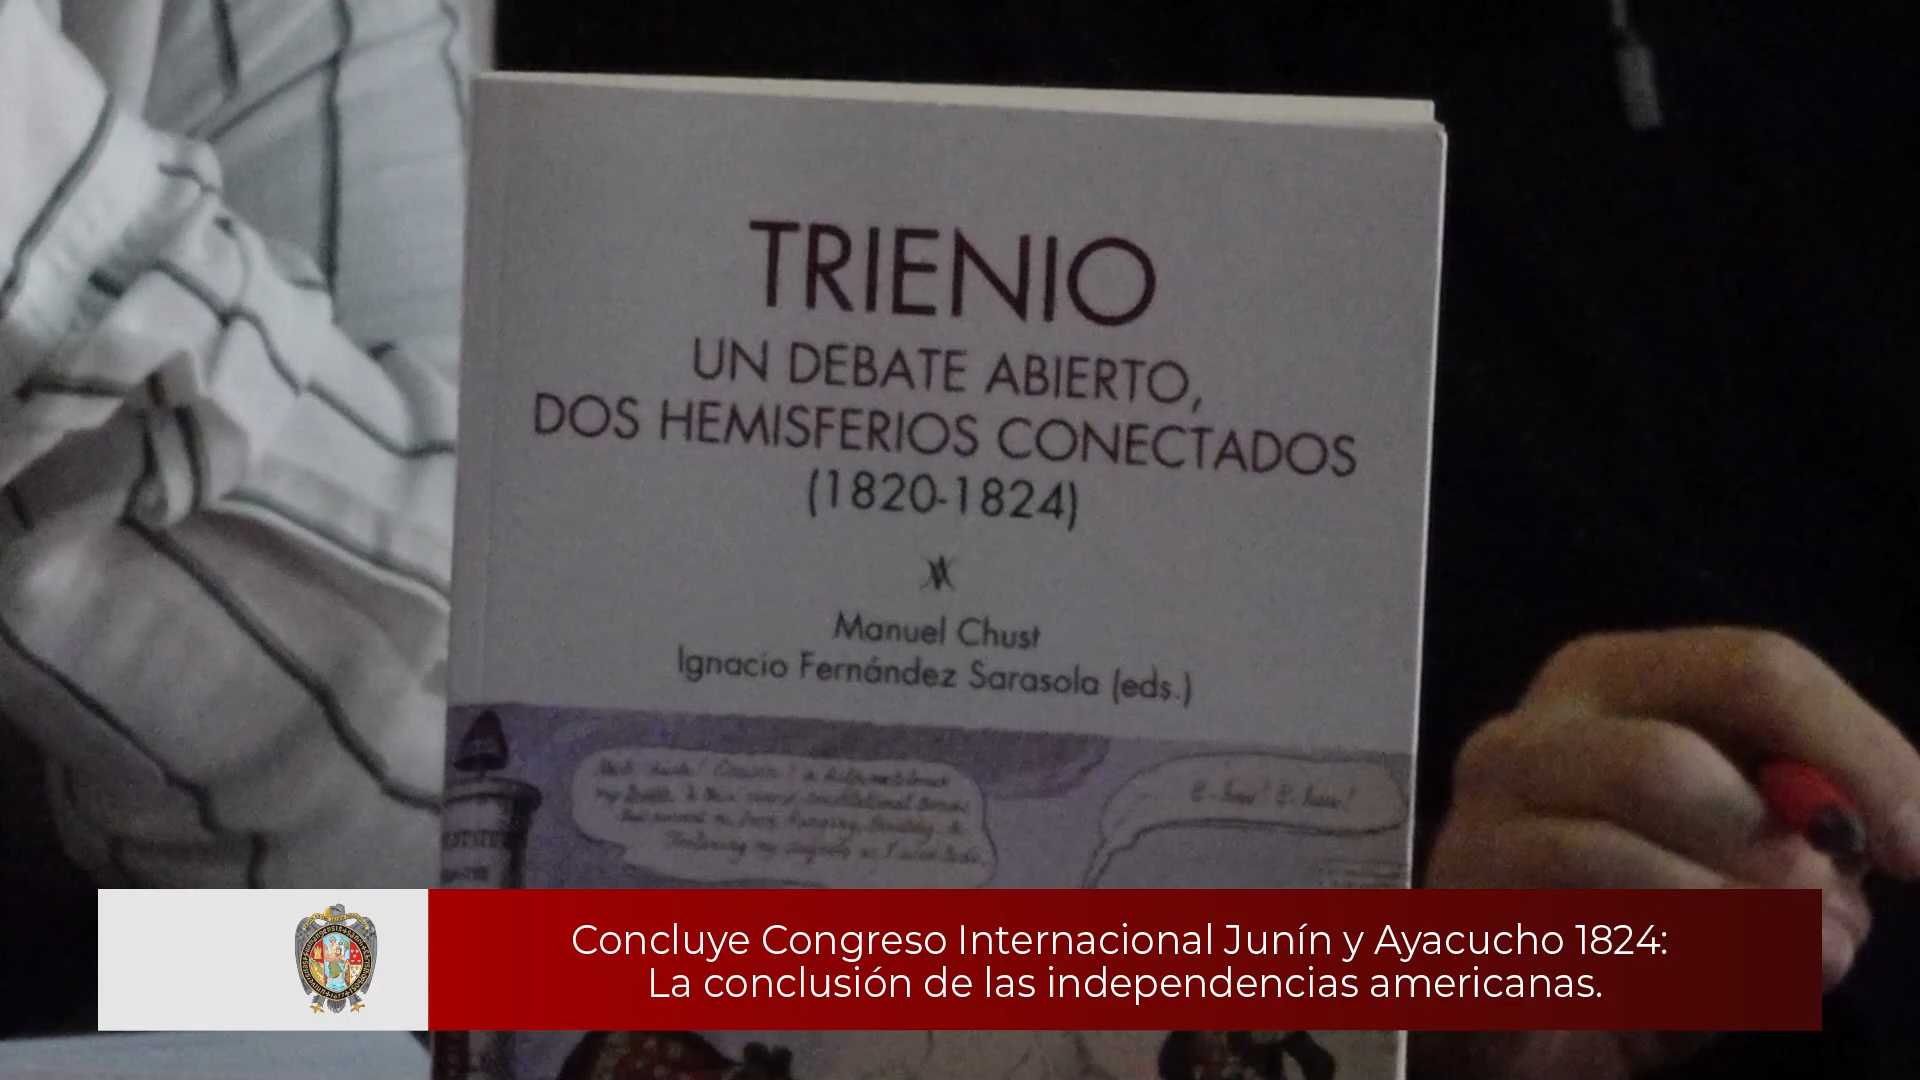 TRIENIO
UN DEBATE ABIERTO,
DOS HEMISFERIOS CONECTADOS
(1820-1824)
Manuel Chust
Ignacio Fernández Sarasola (eds.)
Concluye Congreso Internacional Junín y Ayacucho 1824:
La conclusión de las independencias americanas.